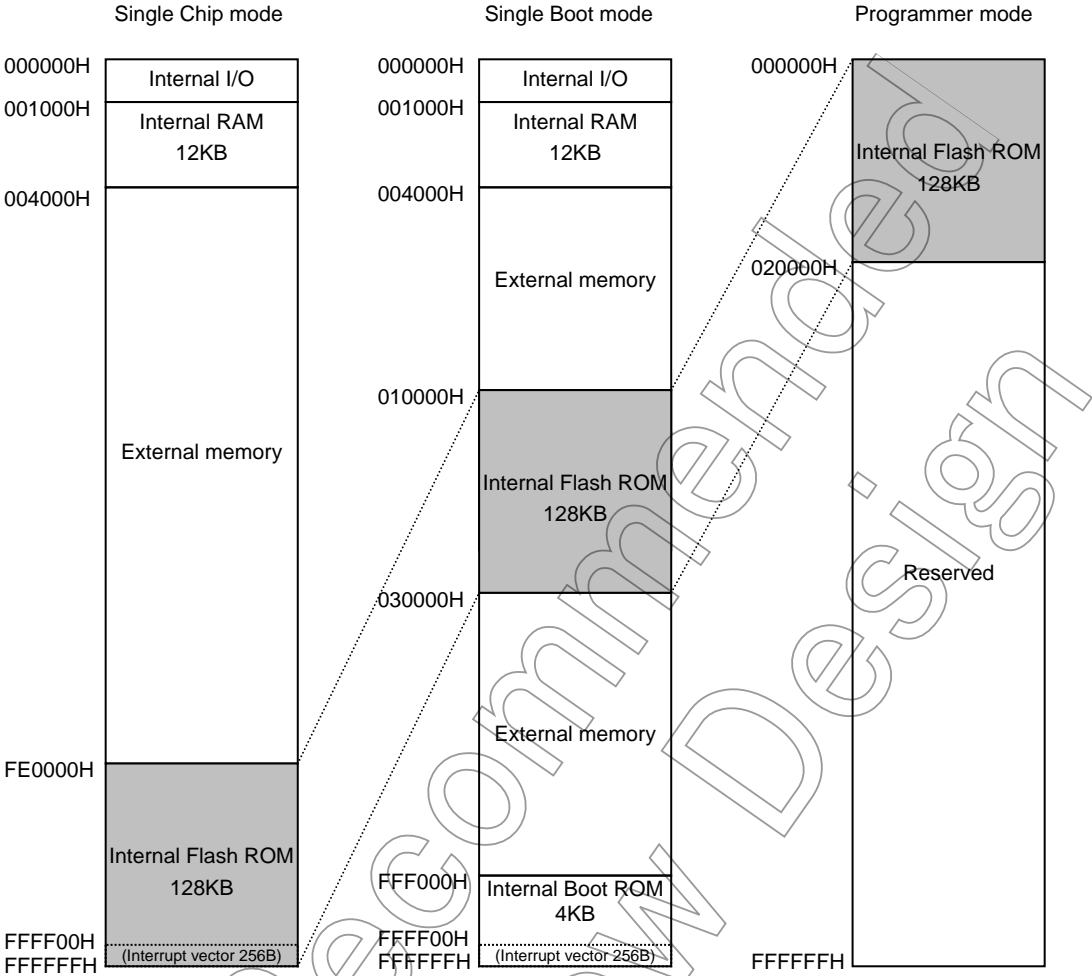 Single Chip mode
000000H
Internal I/O
001000H
Internal RAM
12KB
004000H
External memory
FE0000H
Internal Flash ROM
128KB
FFFF00H
(Interrupt vector 256B)
FFFFFFH
Single Boot mode
000000H
Internal I/O
001000H
Internal RAM
12KB
004000H
External memory
010000H
Internal Flash ROM
128KB
030000H
External memory
FFF000H
Internal Boot ROM
4KB
FFFF00H
(Interrupt vector 256B)
FFFFFFH
Programmer mode
000000H
Internal Flash ROM
128KB
020000H
Reserved
FFFFFFH
ecommended
w Design